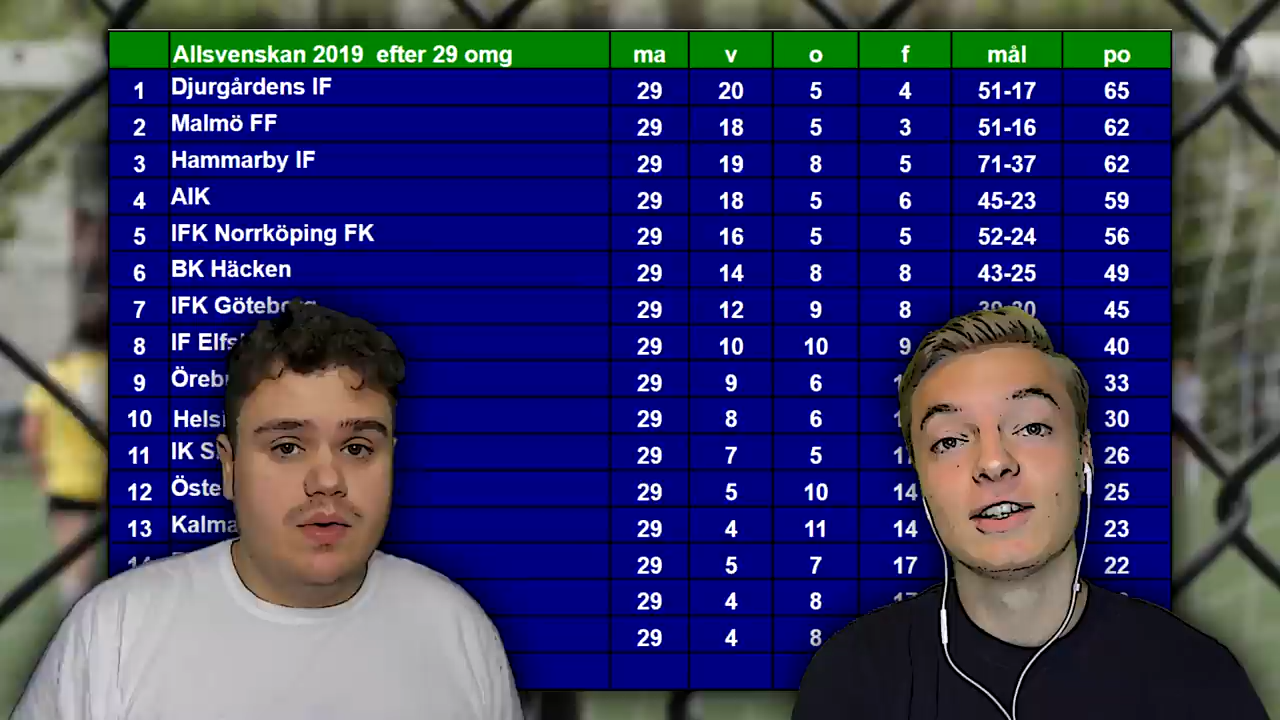 Allsvenskan 2019 efter 29 omg ma v o f mål po
1 Djurgårdens IF 29 20 5 4 51-17 65
2 Malmö FF 29 18 5 3 51-16 62
3 Hammarby IF 29 19 8 5 71-37 62
4 AIK 29 18 5 6 45-23 59
5 IFK Norrköping FK 29 16 5 5 52-24 56
6 BK Häcken 29 14 8 8 43-25 49
7 IFK Göteborg 29 12 9 8 45
8 IF 29 10 10 9 40
9 29 9 6 33
10 29 8 6 30
11 IK 29 7 5 26
12 29 5 10 14 25
13 29 4 11 14 23
29 5 7 17 22
29 4 8
29 4 8